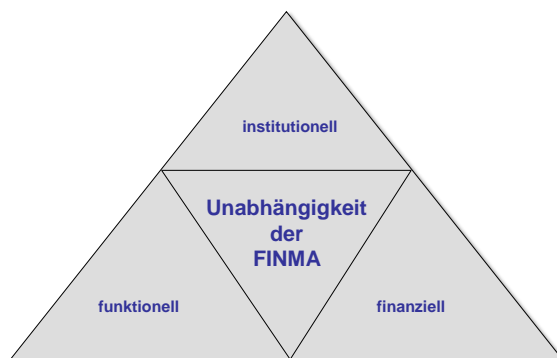 institutionell
Unabhängigkeit
der
FINMA
funktionell
finanziell